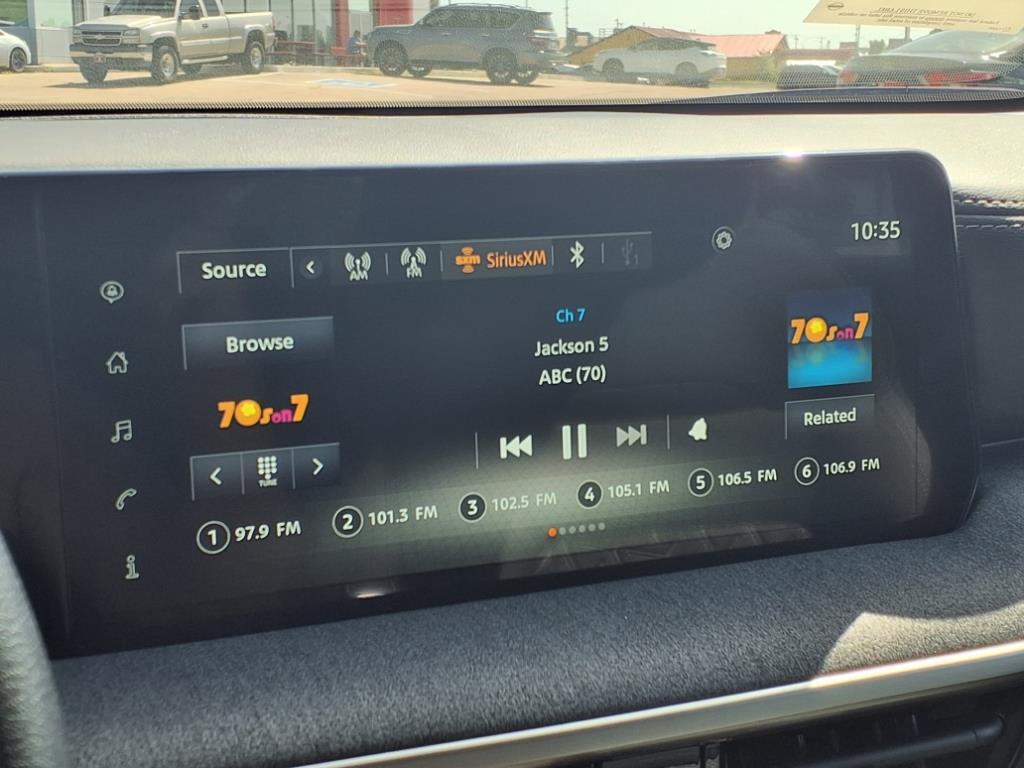 10:35
Source
AM
FM
sxm SiriusXM
Ch 7
Browse
Jackson 5
ABC (70)
70s on 7
70s on 7
Related
TUNE
1 97.9 FM
2 101.3 FM
3 102.5 FM
4 105.1 FM
5 106.5 FM
6 106.9 FM